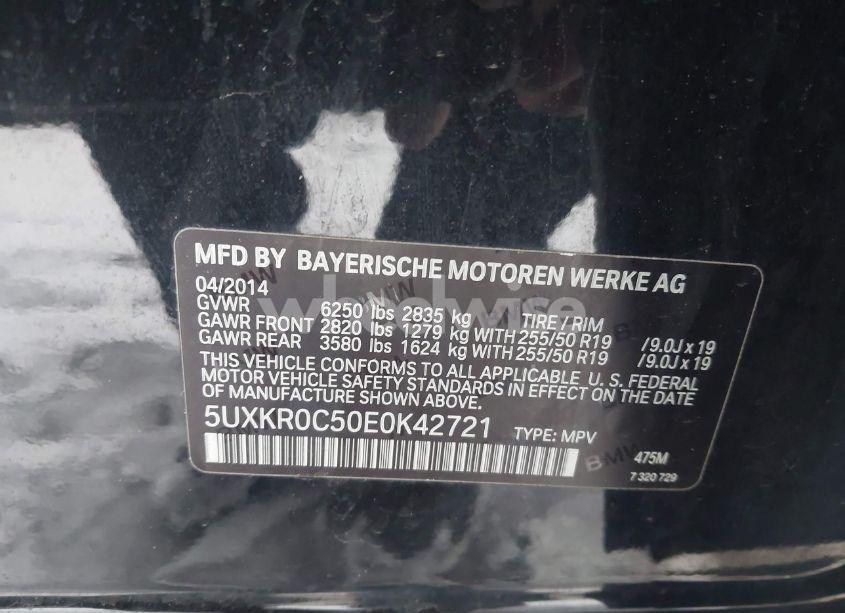 MFD BY BAYERISCHE MOTOREN WERKE AG
04/2014
GVWR 6250 lbs 2835 kg TIRE/RIM
GAWR FRONT 2820 lbs 1279 kg WITH 255/50 R19 /9.0J x 19
GAWR REAR 3580 lbs 1624 kg WITH 255/50 R19 /9.0J x 19
THIS VEHICLE CONFORMS TO ALL APPLICABLE U. S. FEDERAL
MOTOR VEHICLE SAFETY STANDARDS IN EFFECT ON THE DATE
OF MANUFACTURE SHOWN ABOVE.
5UXKR0C50E0K42721 TYPE: MPV
BMW 475M
7 320 729